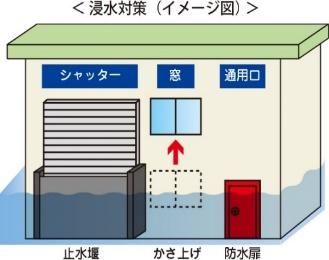 ＜ 浸水対策（イメージ図）＞
シャッター
窓
通用口
止水堰
かさ上げ
防水扉